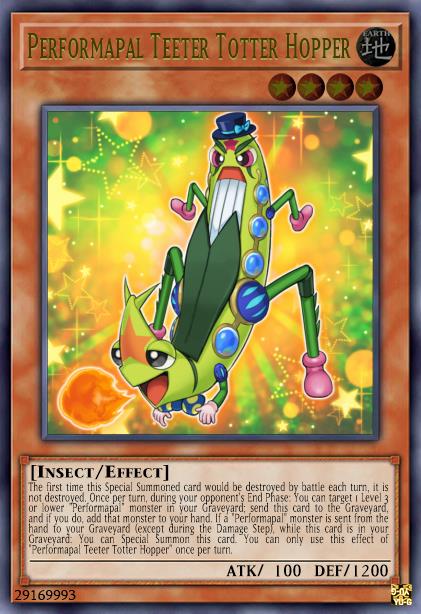 PERFORMAPAL TEETER TOTTER HOPPER
EARTH
地
[INSECT/EFFECT]
The first time this Special Summoned card would be destroyed by battle each turn, it is
not destroyed. Once per turn, during your opponent's End Phase: You can target 1 Level 3
or lower "Performapal" monster in your Graveyard; send this card to the Graveyard,
and if you do, add that monster to your hand. If a "Performapal" monster is sent from
the hand to your Graveyard (except during the Damage Step), while this card is in your
Graveyard: You can Special Summon this card. You can only use this effect of
"Performapal Teeter Totter Hopper" once per turn.
ATK/ 100 DEF/1200
29169993